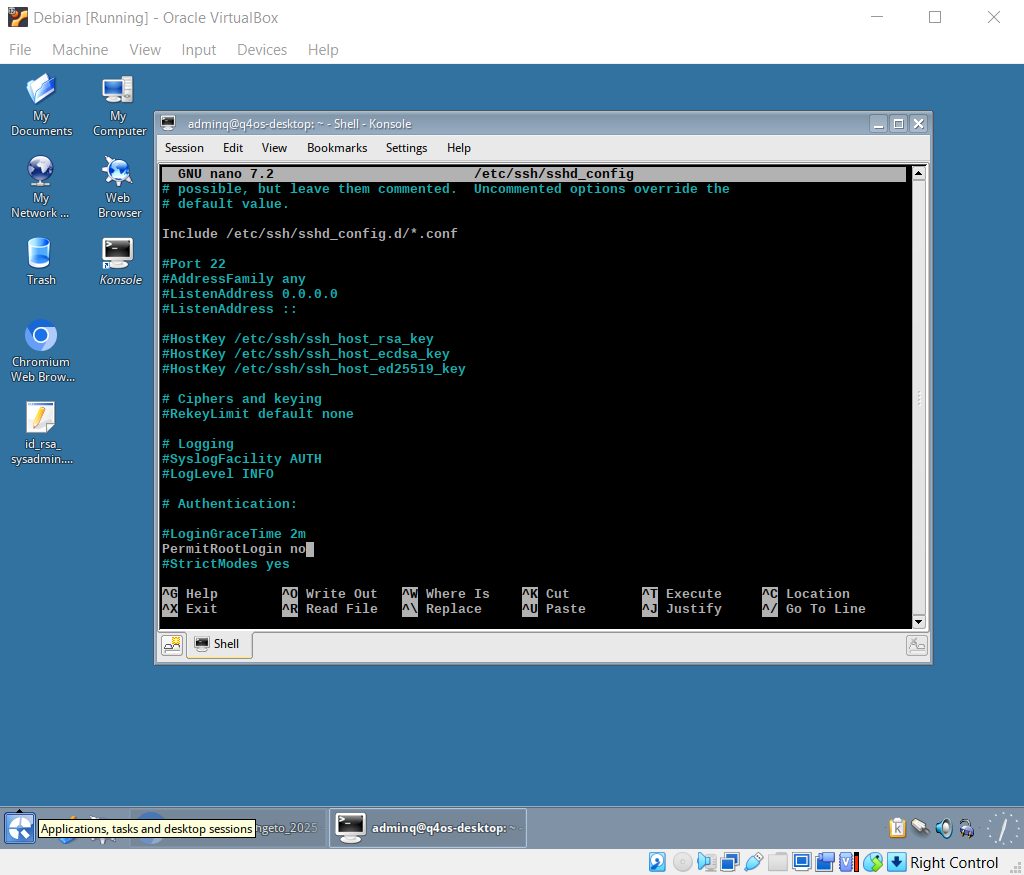 Debian [Running] - Oracle VirtualBox
File Machine View Input Devices Help
My Documents
My Computer
My Network ...
Web Browser
Trash
Konsole
Chromium Web Brow...
id_rsa_sysadmin....
adminq@q4os-desktop: ~ - Shell - Konsole
Session Edit View Bookmarks Settings Help
GNU nano 7.2 /etc/ssh/sshd_config
# possible, but leave them commented.  Uncommented options override the
# default value.
Include /etc/ssh/sshd_config.d/*.conf
#Port 22
#AddressFamily any
#ListenAddress 0.0.0.0
#ListenAddress ::
#HostKey /etc/ssh/ssh_host_rsa_key
#HostKey /etc/ssh/ssh_host_ecdsa_key
#HostKey /etc/ssh/ssh_host_ed25519_key
# Ciphers and keying
#RekeyLimit default none
# Logging
#SyslogFacility AUTH
#LogLevel INFO
# Authentication:
#LoginGraceTime 2m
PermitRootLogin no
#StrictModes yes
^G Help ^O Write Out ^W Where Is ^K Cut ^T Execute ^C Location
^X Exit ^R Read File ^\ Replace ^U Paste ^J Justify ^/ Go To Line
Shell
Applications, tasks and desktop sessions
adminq@q4os-desktop: ~
Right Control